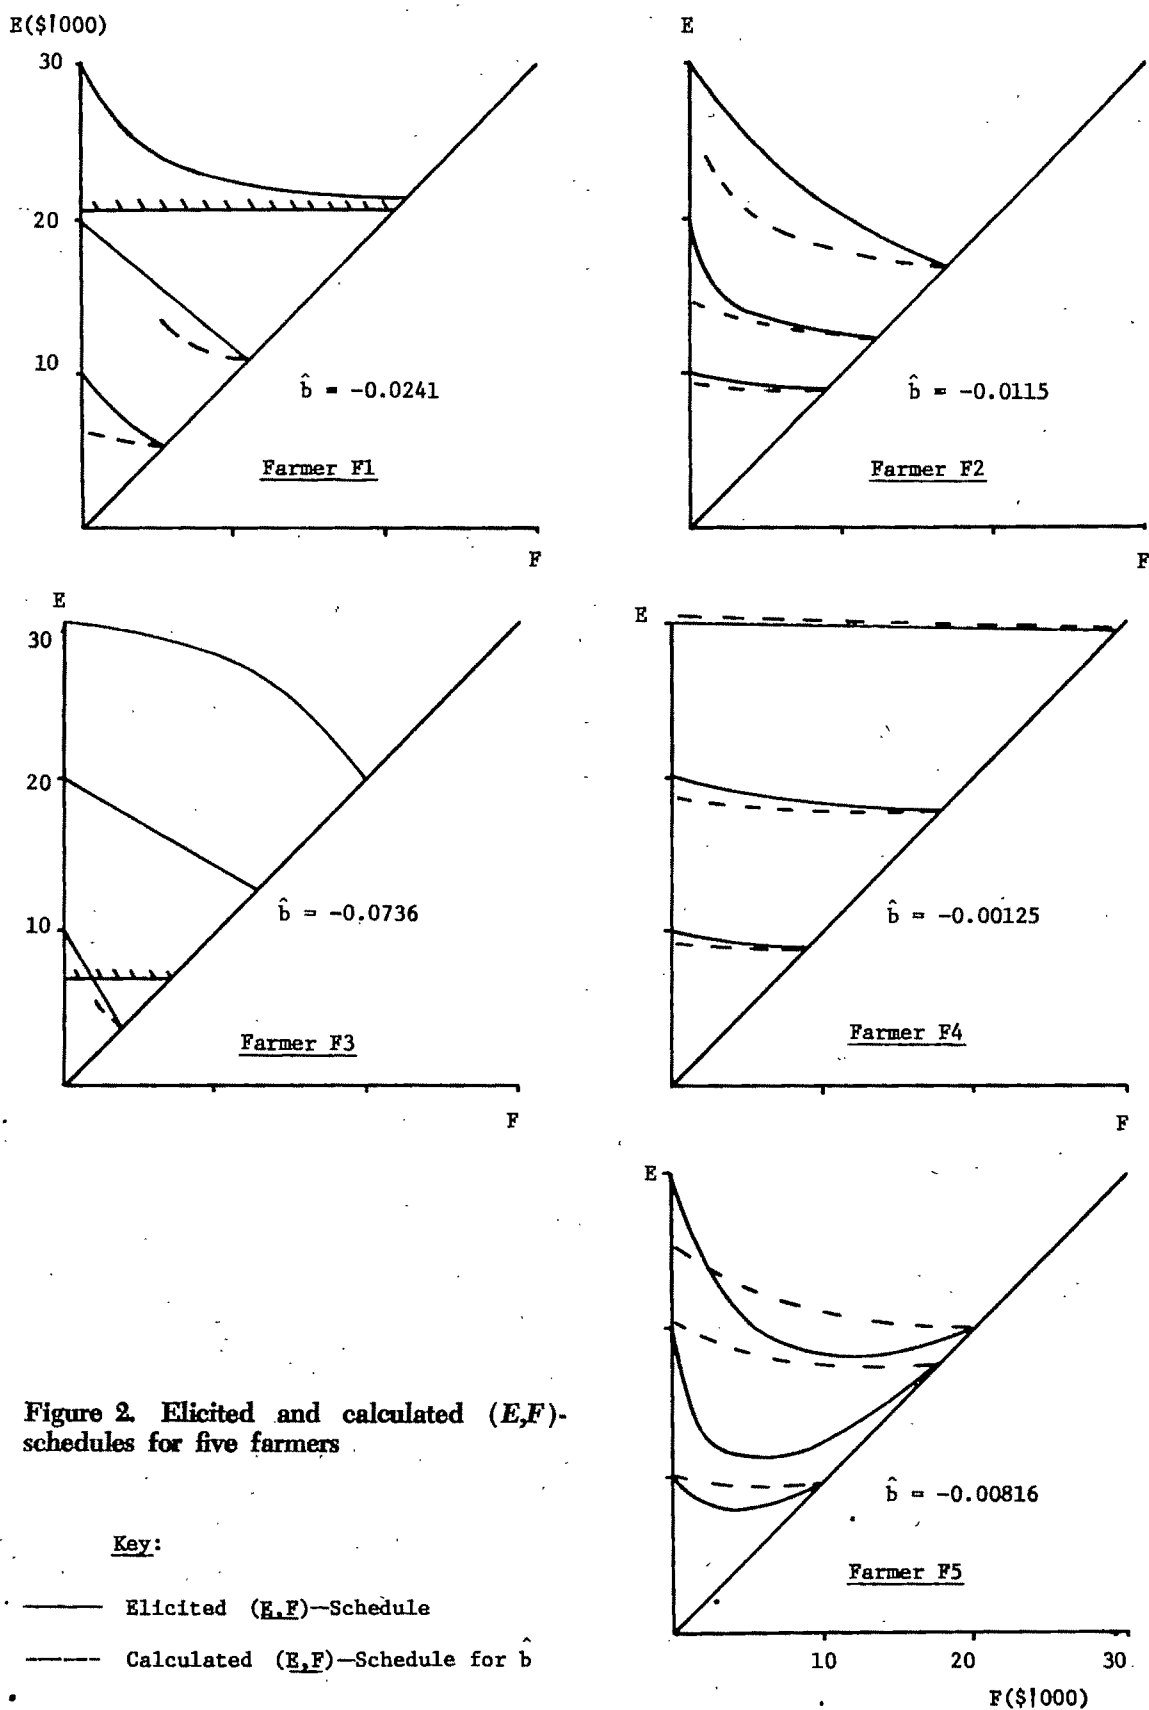 E($1000)
30
20
10
b̂ = -0.0241
Farmer F1
F
E
b̂ = -0.0115
Farmer F2
F
E
30
20
10
b̂ = -0.0736
Farmer F3
F
E
b̂ = -0.00125
Farmer F4
F
E
b̂ = -0.00816
Farmer F5
10
20
30
F($1000)
Figure 2. Elicited and calculated (E,F)-
schedules for five farmers
Key:
Elicited (E,F)—Schedule
Calculated (E,F)—Schedule for b̂